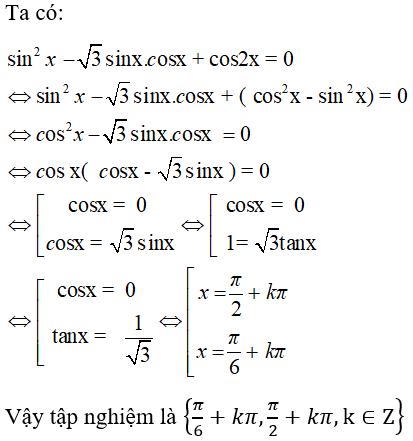 Ta có:
sin² x − √3 sinx.cosx + cos2x = 0
⇔ sin² x − √3 sinx.cosx + ( cos²x - sin²x) = 0
⇔ cos²x − √3 sinx.cosx = 0
⇔ cos x( cosx - √3 sinx ) = 0
⇔ [ cosx = 0 ; cosx = √3 sinx ⇔ [ cosx = 0 ; 1= √3tanx
⇔ [ cosx = 0 ; tanx = 1/√3 ⇔ [ x = π/2 + kπ ; x = π/6 + kπ
Vậy tập nghiệm là {π/6 + kπ, π/2 + kπ, k ∈ Z}